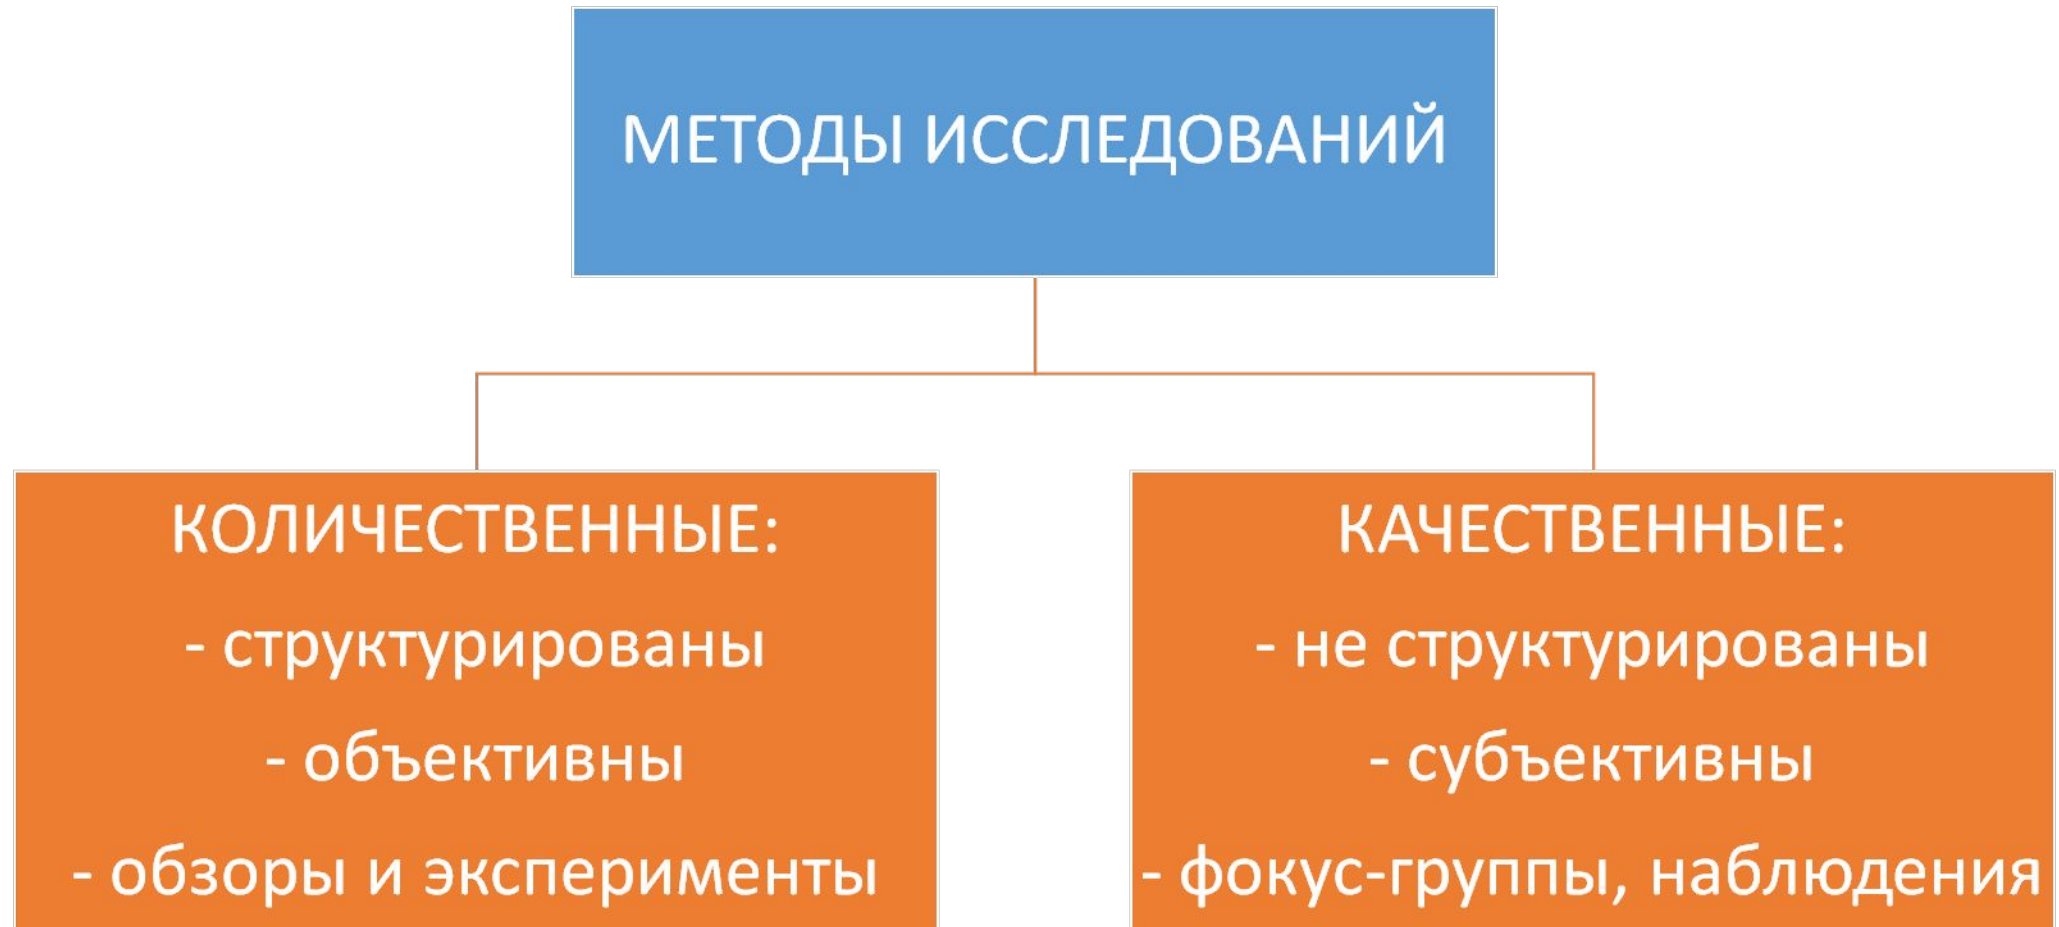 МЕТОДЫ ИССЛЕДОВАНИЙ
КОЛИЧЕСТВЕННЫЕ:
- структурированы
- объективны
- обзоры и эксперименты
КАЧЕСТВЕННЫЕ:
- не структурированы
- субъективны
- фокус-группы, наблюдения